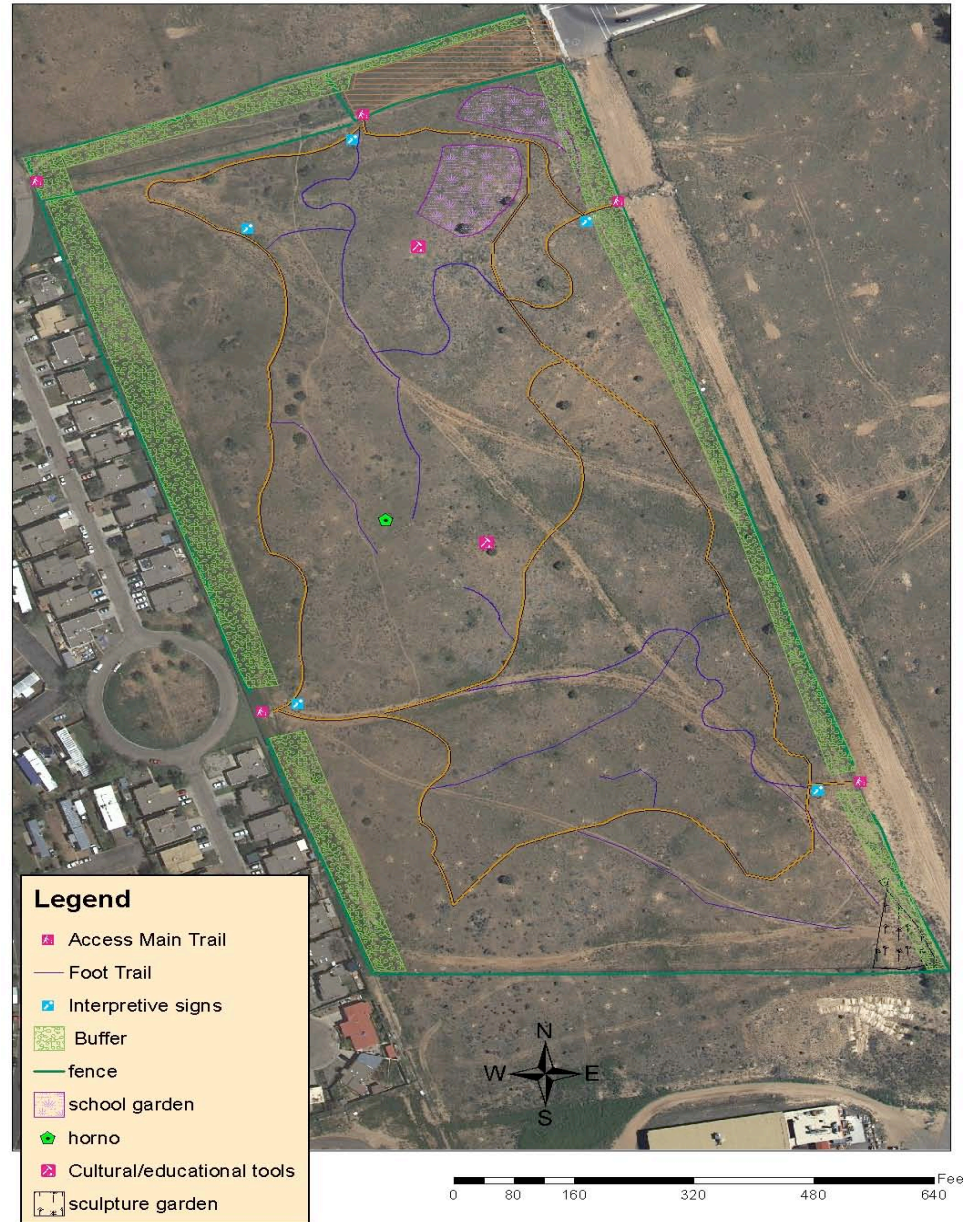 N
W E
S
Legend
Access Main Trail
Foot Trail
Interpretive signs
Buffer
fence
school garden
horno
Cultural/educational tools
sculpture garden
Fee
0 80 160 320 480 640